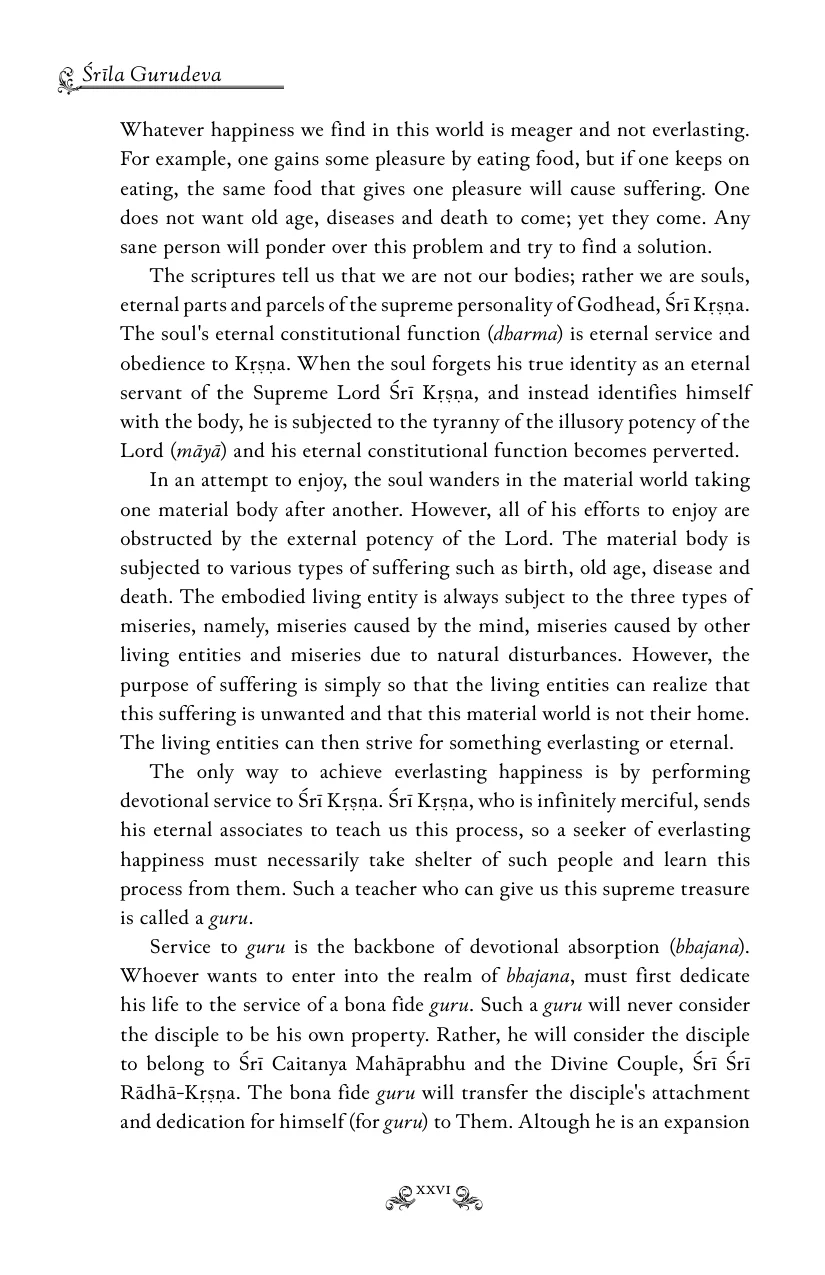 Śrīla Gurudeva
Whatever happiness we find in this world is meager and not everlasting.
For example, one gains some pleasure by eating food, but if one keeps on
eating, the same food that gives one pleasure will cause suffering. One
does not want old age, diseases and death to come; yet they come. Any
sane person will ponder over this problem and try to find a solution.
The scriptures tell us that we are not our bodies; rather we are souls,
eternal parts and parcels of the supreme personality of Godhead, Śrī Kṛṣṇa.
The soul's eternal constitutional function (dharma) is eternal service and
obedience to Kṛṣṇa. When the soul forgets his true identity as an eternal
servant of the Supreme Lord Śrī Kṛṣṇa, and instead identifies himself
with the body, he is subjected to the tyranny of the illusory potency of the
Lord (māyā) and his eternal constitutional function becomes perverted.
In an attempt to enjoy, the soul wanders in the material world taking
one material body after another. However, all of his efforts to enjoy are
obstructed by the external potency of the Lord. The material body is
subjected to various types of suffering such as birth, old age, disease and
death. The embodied living entity is always subject to the three types of
miseries, namely, miseries caused by the mind, miseries caused by other
living entities and miseries due to natural disturbances. However, the
purpose of suffering is simply so that the living entities can realize that
this suffering is unwanted and that this material world is not their home.
The living entities can then strive for something everlasting or eternal.
The only way to achieve everlasting happiness is by performing
devotional service to Śrī Kṛṣṇa. Śrī Kṛṣṇa, who is infinitely merciful, sends
his eternal associates to teach us this process, so a seeker of everlasting
happiness must necessarily take shelter of such people and learn this
process from them. Such a teacher who can give us this supreme treasure
is called a guru.
Service to guru is the backbone of devotional absorption (bhajana).
Whoever wants to enter into the realm of bhajana, must first dedicate
his life to the service of a bona fide guru. Such a guru will never consider
the disciple to be his own property. Rather, he will consider the disciple
to belong to Śrī Caitanya Mahāprabhu and the Divine Couple, Śrī Śrī
Rādhā-Kṛṣṇa. The bona fide guru will transfer the disciple's attachment
and dedication for himself (for guru) to Them. Altough he is an expansion
XXVI